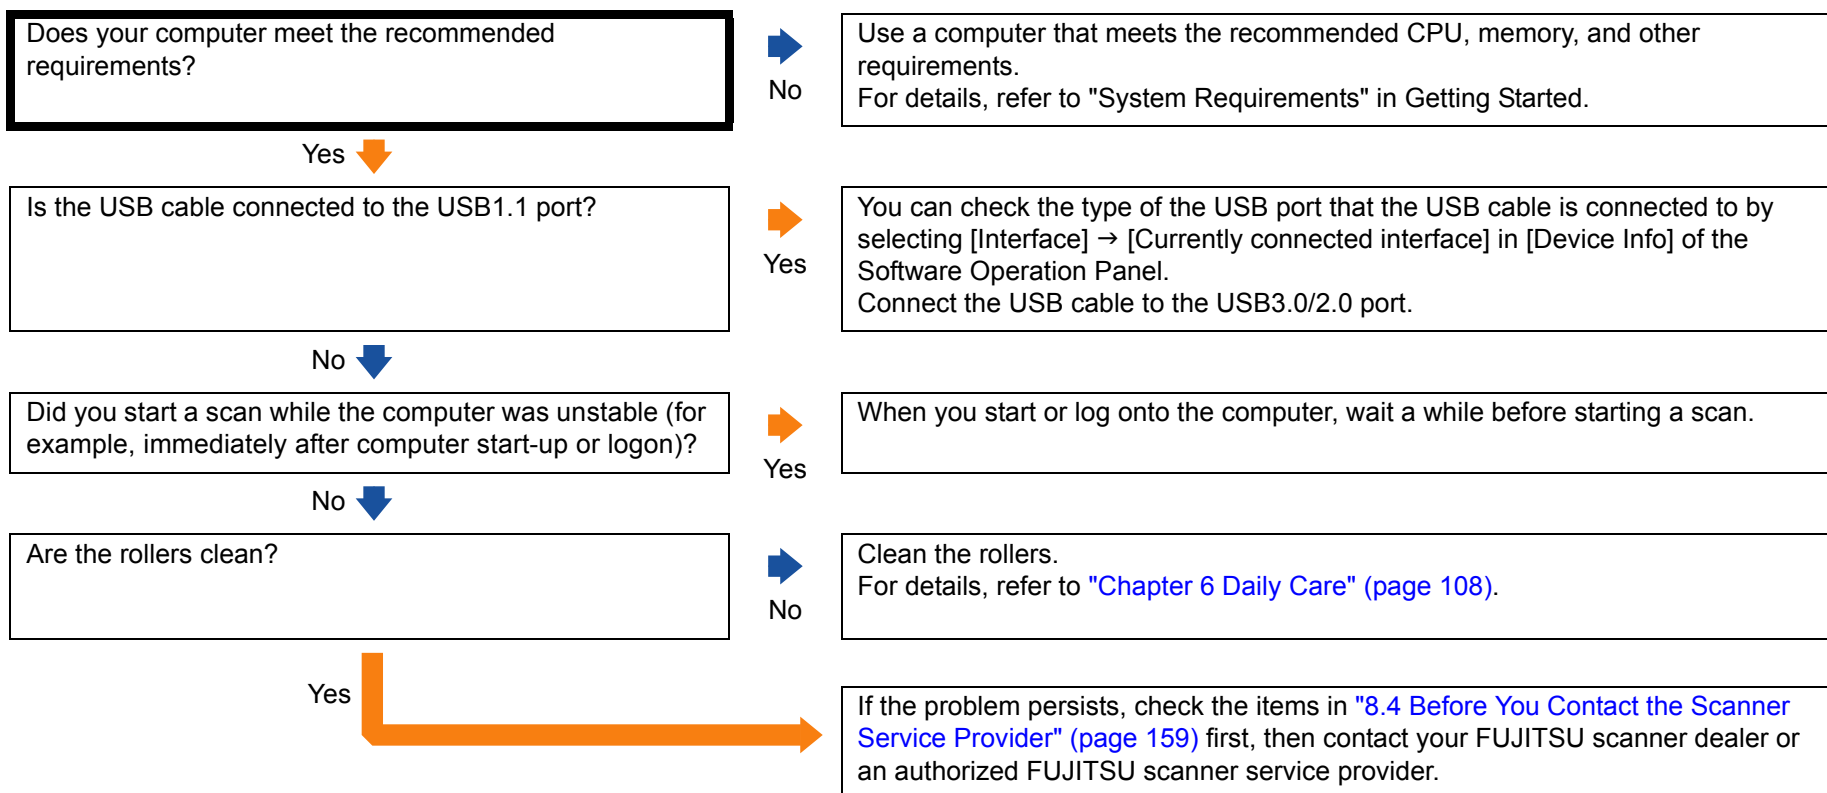 Does your computer meet the recommended
requirements?
No
Use a computer that meets the recommended CPU, memory, and other
requirements.
For details, refer to "System Requirements" in Getting Started.
Yes
Is the USB cable connected to the USB1.1 port?
Yes
You can check the type of the USB port that the USB cable is connected to by
selecting [Interface] → [Currently connected interface] in [Device Info] of the
Software Operation Panel.
Connect the USB cable to the USB3.0/2.0 port.
No
Did you start a scan while the computer was unstable (for
example, immediately after computer start-up or logon)?
Yes
When you start or log onto the computer, wait a while before starting a scan.
No
Are the rollers clean?
No
Clean the rollers.
For details, refer to "Chapter 6 Daily Care" (page 108).
Yes
If the problem persists, check the items in "8.4 Before You Contact the Scanner
Service Provider" (page 159) first, then contact your FUJITSU scanner dealer or
an authorized FUJITSU scanner service provider.